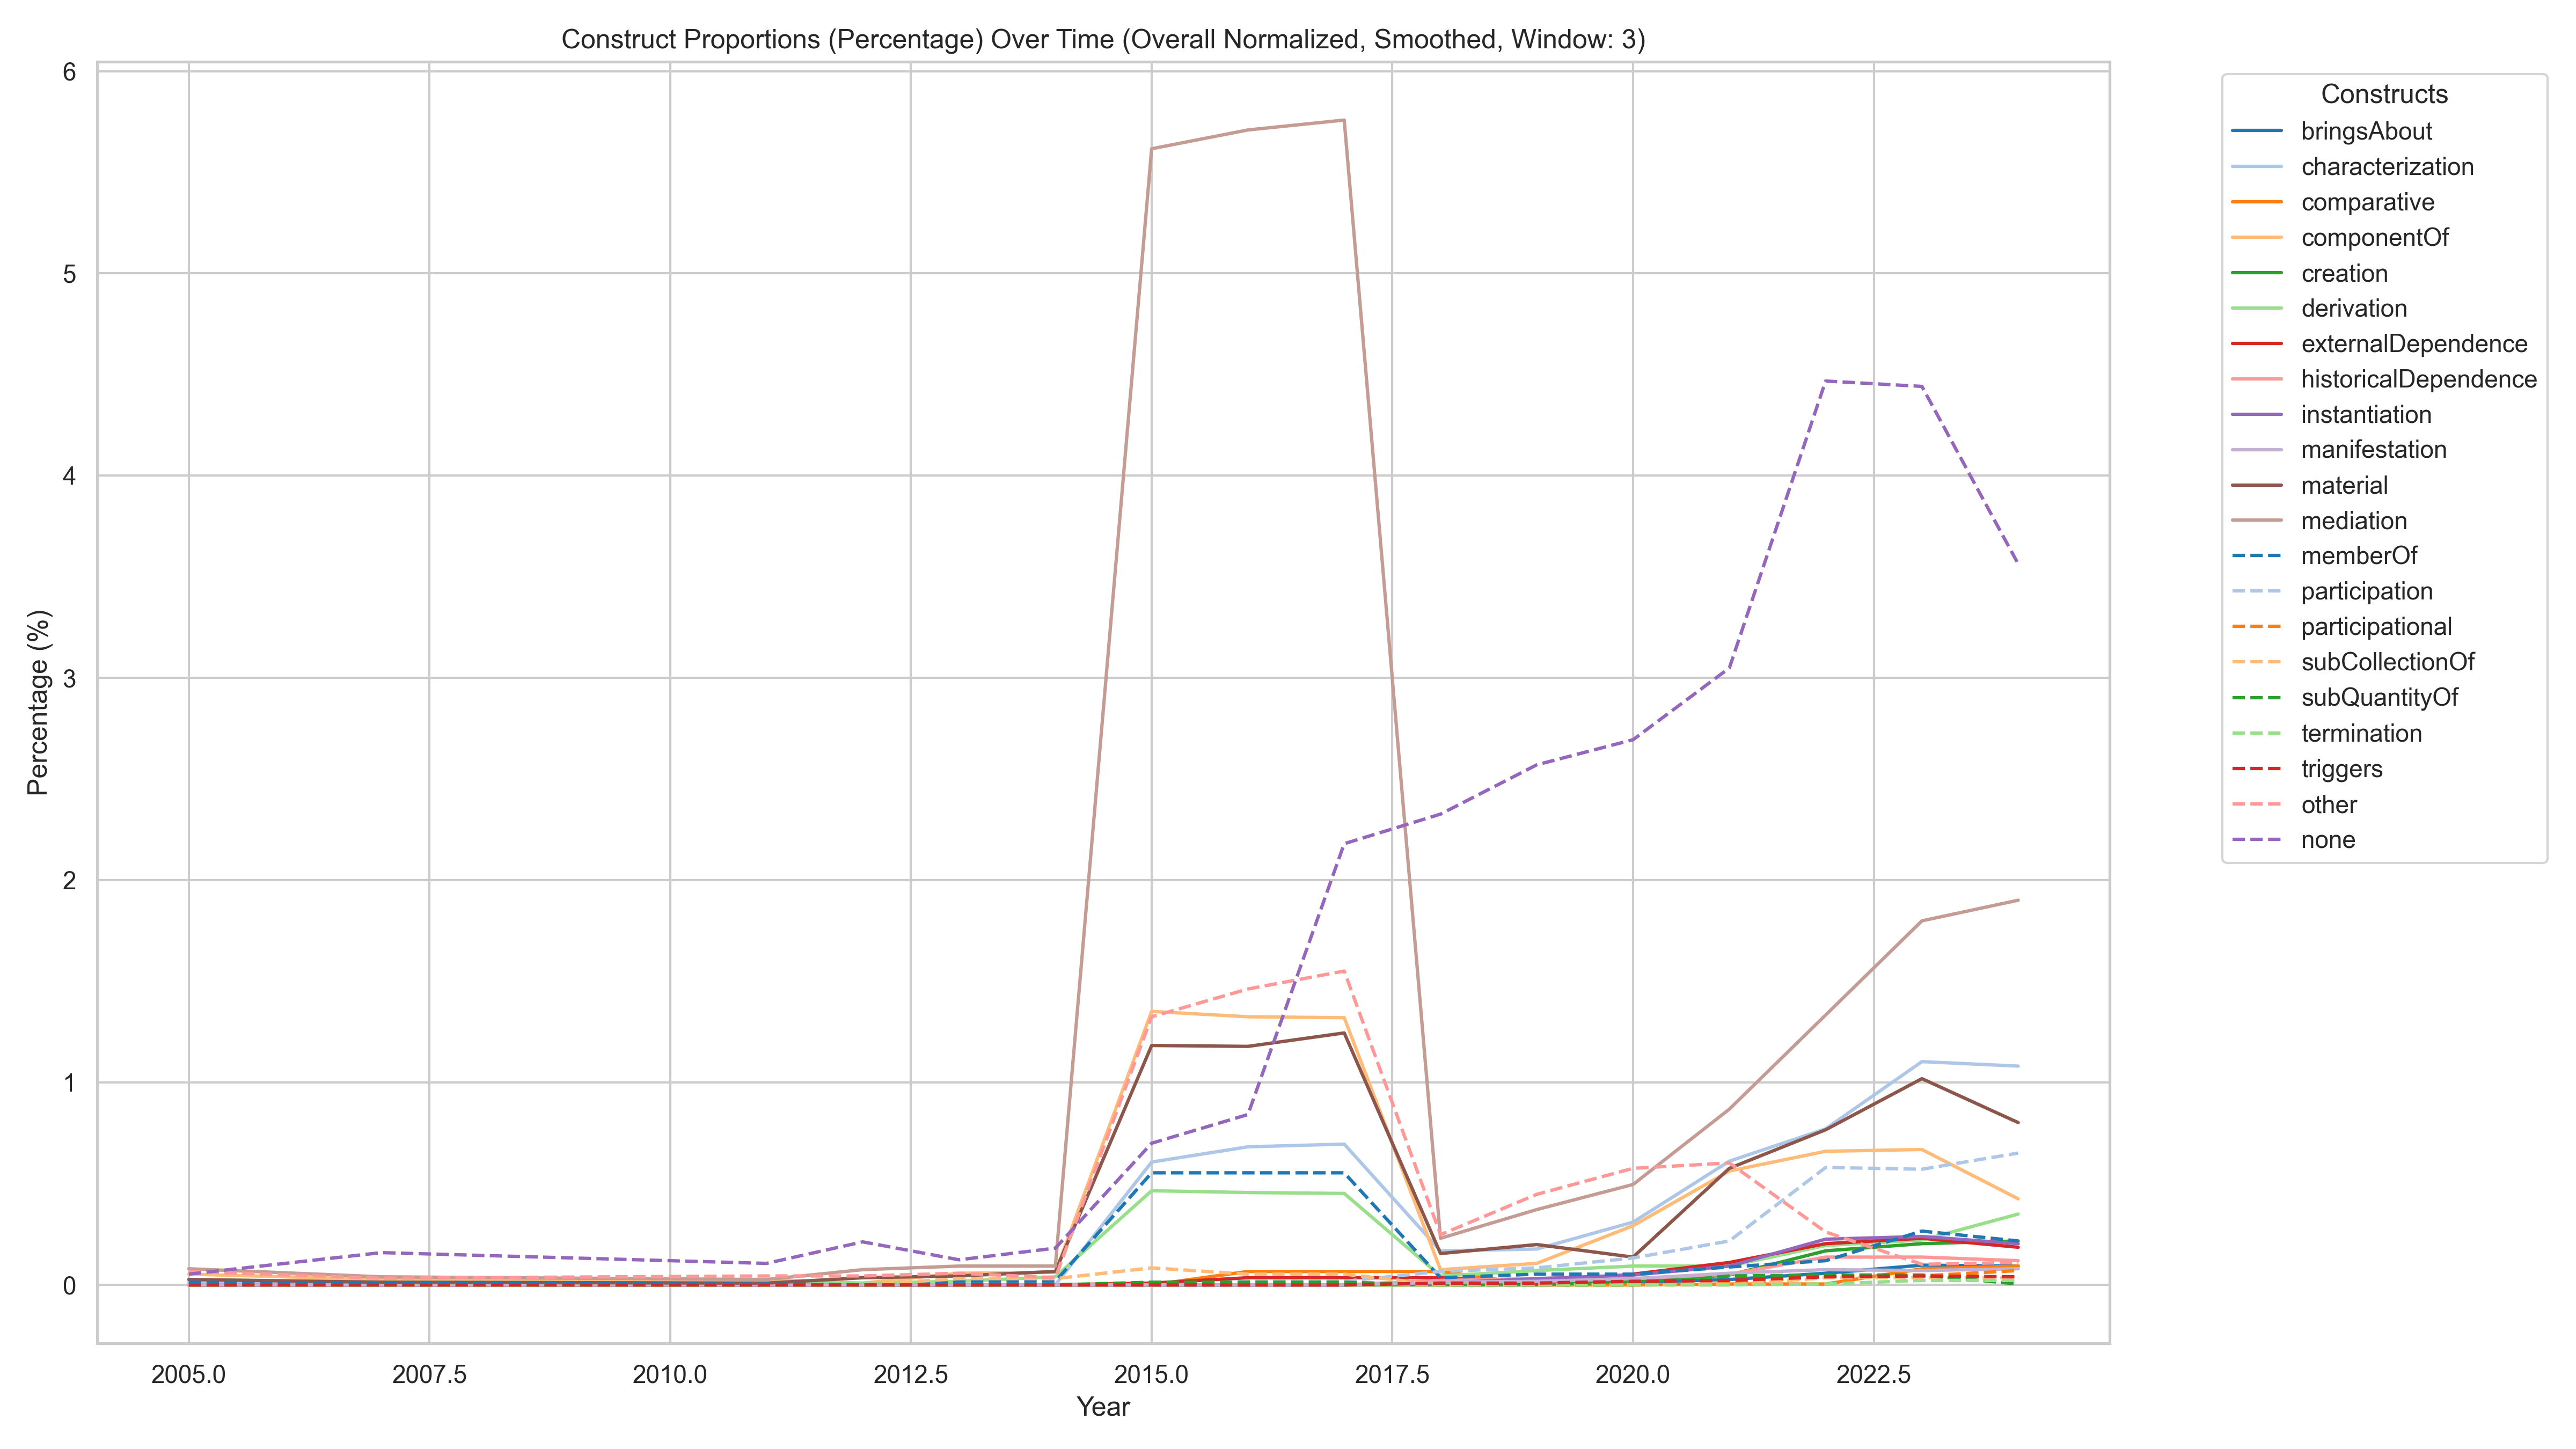 Construct Proportions (Percentage) Over Time (Overall Normalized, Smoothed, Window: 3)
6
5
4
3
2
1
0
Percentage (%)
2005.0
2007.5
2010.0
2012.5
2015.0
2017.5
2020.0
2022.5
Year
Constructs
bringsAbout
characterization
comparative
componentOf
creation
derivation
externalDependence
historicalDependence
instantiation
manifestation
material
mediation
memberOf
participation
participational
subCollectionOf
subQuantityOf
termination
triggers
other
none